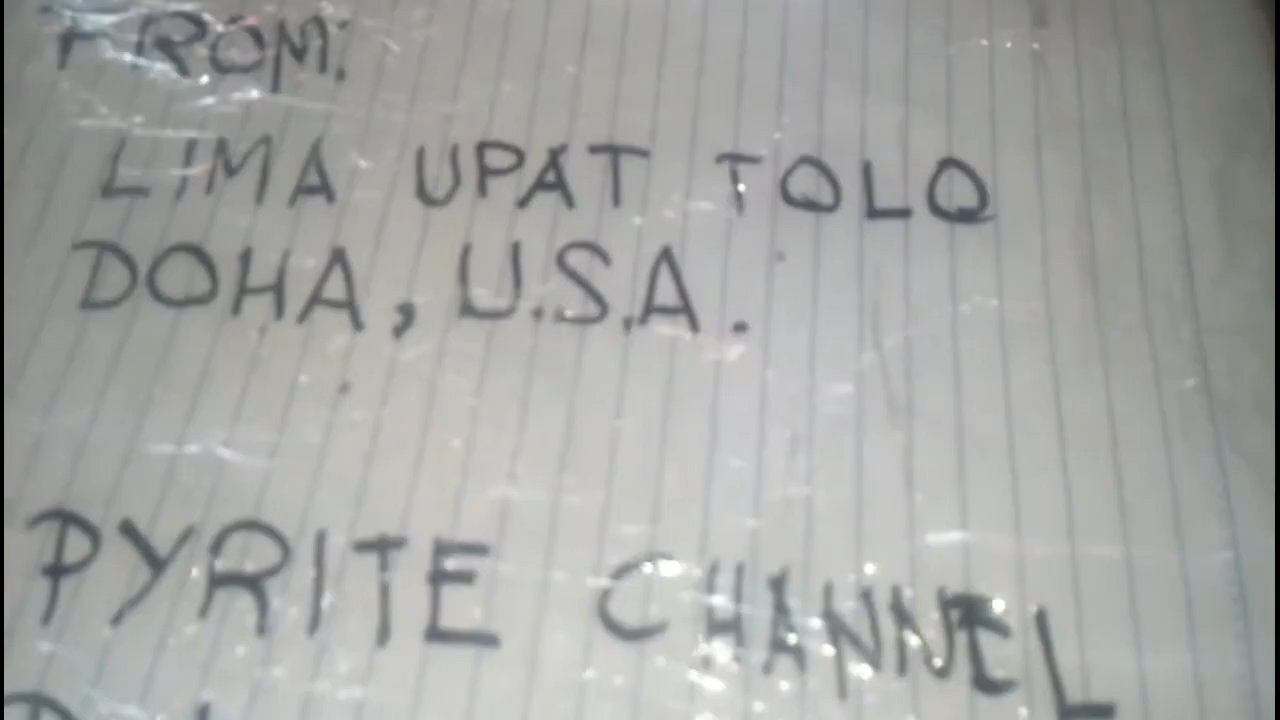 FROM:
LIMA UPAT TOLO
DOHA, U.S.A.
PYRITE CHANNEL